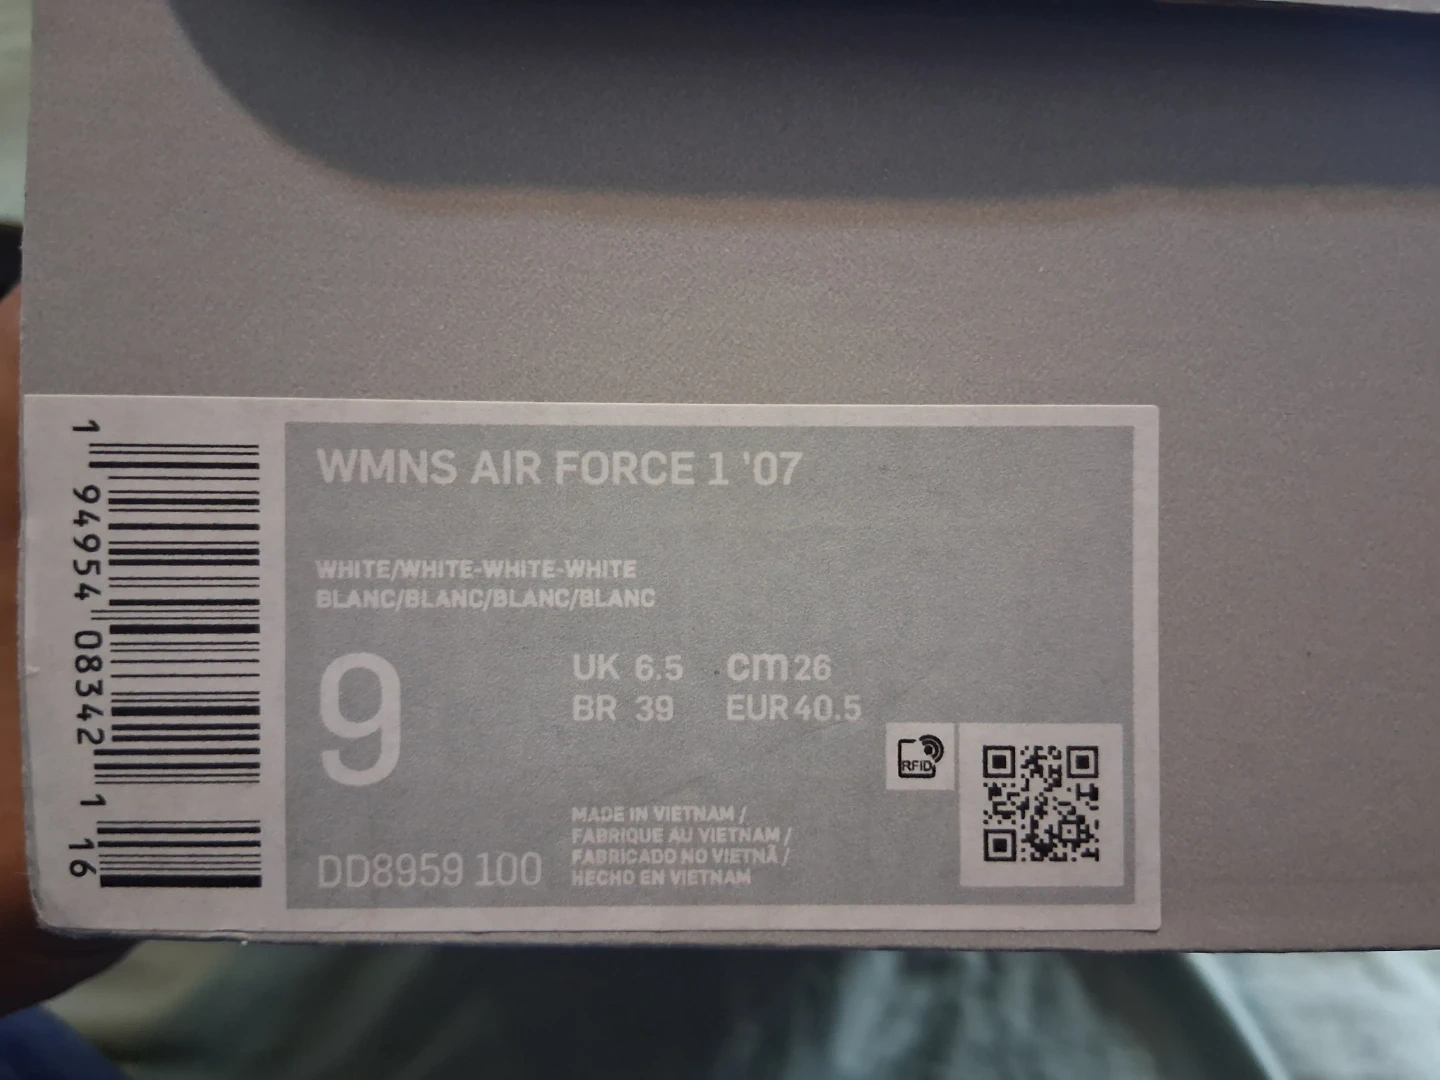 WMNS AIR FORCE 1 '07
WHITE/WHITE-WHITE-WHITE
BLANC/BLANC/BLANC/BLANC
9
UK 6.5 cm 26
BR 39 EUR 40.5
MADE IN VIETNAM /
FABRIQUE AU VIETNAM /
FABRICADO NO VIETNÃ /
HECHO EN VIETNAM
DD8959 100
RFID
1 94954 08342 1 16